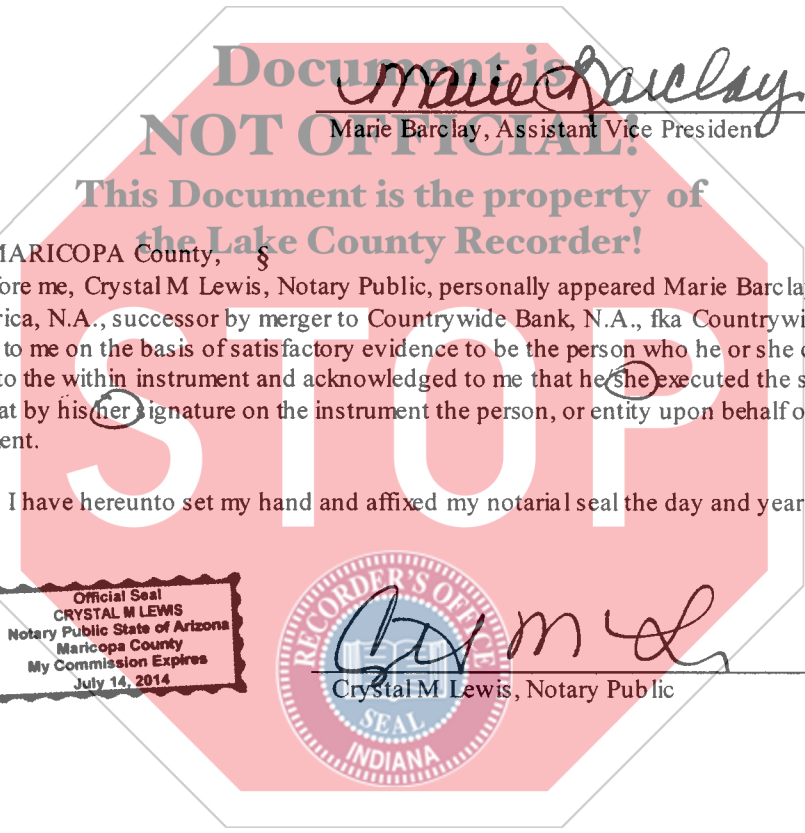 Document is
Marie Barclay
NOT OFFICIAL!
Marie Barclay, Assistant Vice President
This Document is the property of
the Lake County Recorder!
MARICOPA County, §
ore me, Crystal M Lewis, Notary Public, personally appeared Marie Barcla
rica, N.A., successor by merger to Countrywide Bank, N.A., fka Countrywi
to me on the basis of satisfactory evidence to be the person who he or she
to the within instrument and acknowledged to me that he/she executed the s
at by his/her signature on the instrument the person, or entity upon behalf o
ent.
STOP
I have hereunto set my hand and affixed my notarial seal the day and year
Official Seal
CRYSTAL M LEWIS
Notary Public State of Arizona
Maricopa County
My Commission Expires
July 14, 2014
RECORDER'S OFFICE
Crystal M Lewis, Notary Public
SEAL
INDIANA